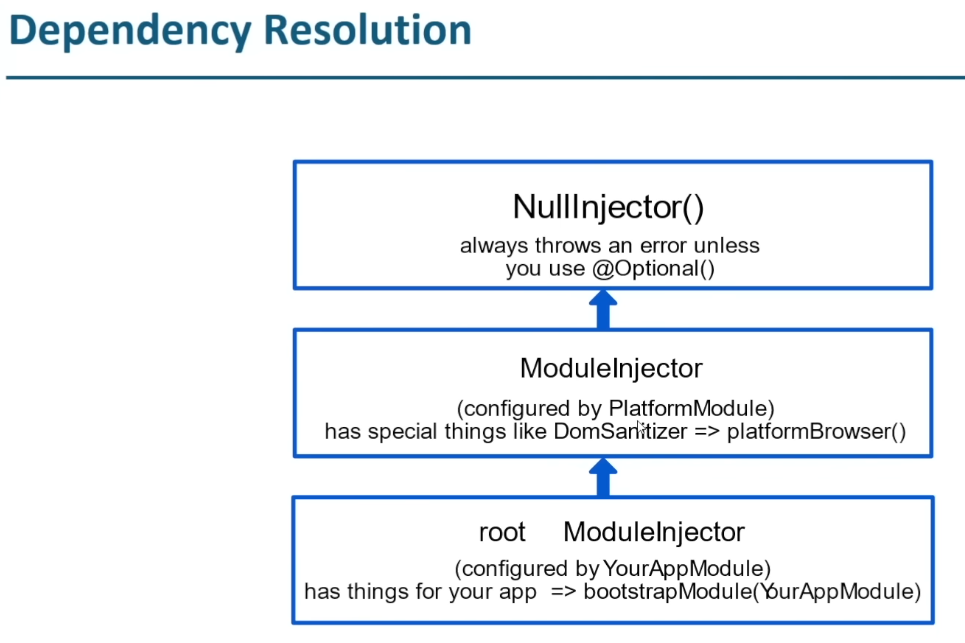 Dependency Resolution
NullInjector()
always throws an error unless
you use @Optional()
ModuleInjector
(configured by PlatformModule)
has special things like DomSanitizer => platformBrowser()
root ModuleInjector
(configured by YourAppModule)
has things for your app => bootstrapModule(YourAppModule)